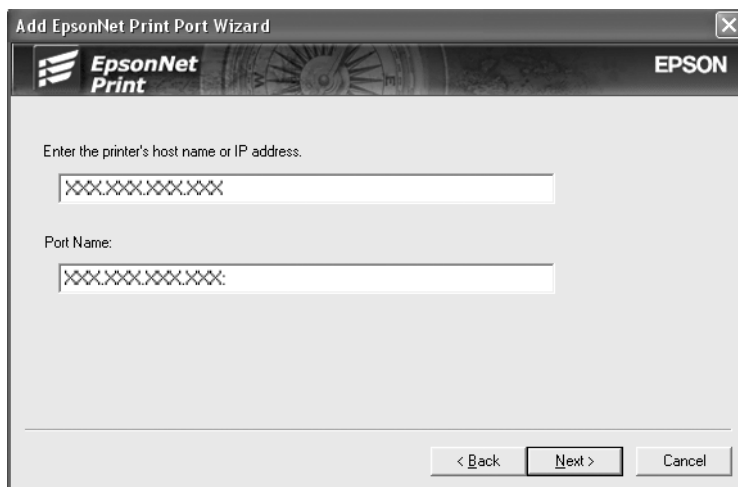 Add EpsonNet Print Port Wizard
EpsonNet
Print
EPSON
Enter the printer's host name or IP address.
XXX.XXX.XXX.XXX
Port Name:
XXX.XXX.XXX.XXX:
< Back
Next >
Cancel